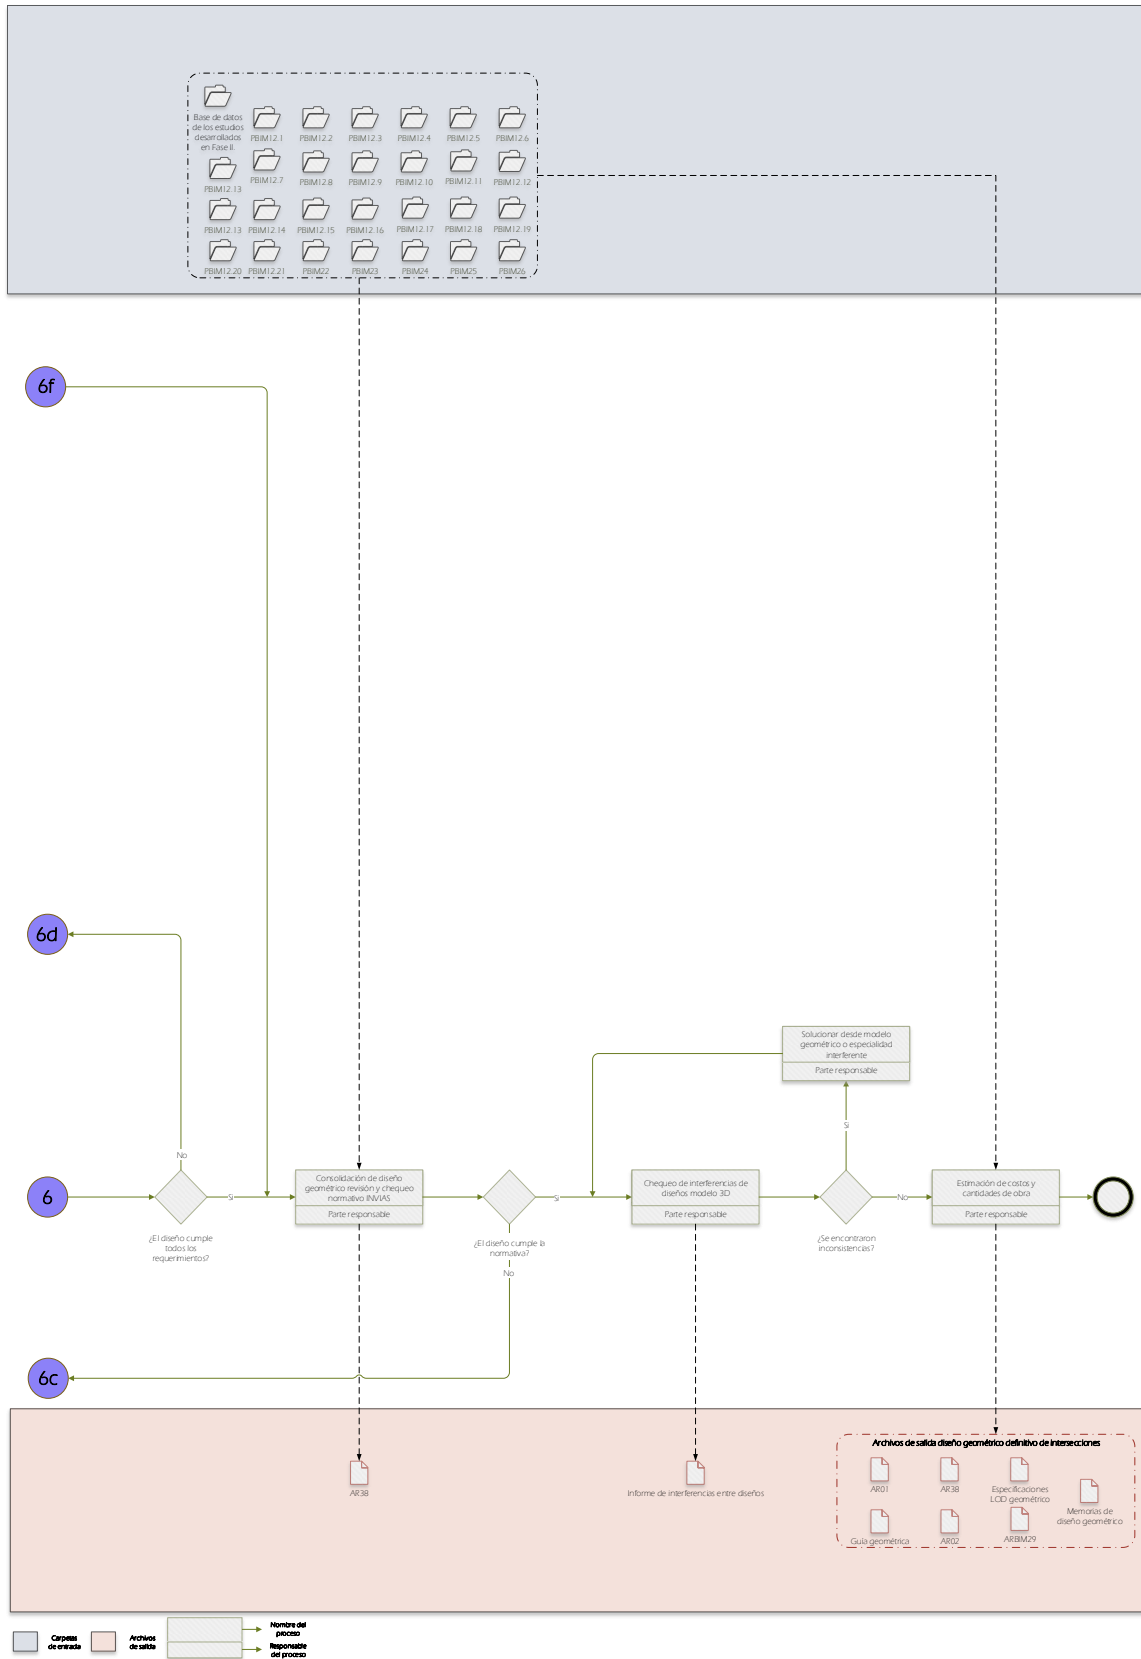 Base de datos
de los estudios
desarrollados
en Fase II.
PBIM12.1
PBIM12.2
PBIM12.3
PBIM12.4
PBIM12.5
PBIM12.6
PBIM12.13
PBIM12.7
PBIM12.8
PBIM12.9
PBIM12.10
PBIM12.11
PBIM12.12
PBIM12.13
PBIM12.14
PBIM12.15
PBIM12.16
PBIM12.17
PBIM12.18
PBIM12.19
PBIM12.20
PBIM12.21
PBIM22
PBIM23
PBIM24
PBIM25
PBIM26
6f
6d
Solucionar desde modelo
geométrico o especialidad
interferente
Parte responsable
Si
No
6
Si
Consolidación de diseño
geométrico revisión y chequeo
normativo INVIAS
Parte responsable
Si
Chequeo de interferencias de
diseños modelo 3D
Parte responsable
No
Estimación de costos y
cantidades de obra
Parte responsable
¿El diseño cumple
todos los
requerimientos?
¿El diseño cumple la
normativa?
No
¿Se encontraron
inconsistencias?
6c
Archivos de salida diseño geométrico definitivo de intersecciones
AR38
Informe de interferencias entre diseños
AR01
AR38
Especificaciones
LOD geométrico
Memorias de
diseño geométrico
Guía geométrica
AR02
ARBIM29
Carpetas
de entrada
Archivos
de salida
Nombre del
proceso
Responsable
del proceso